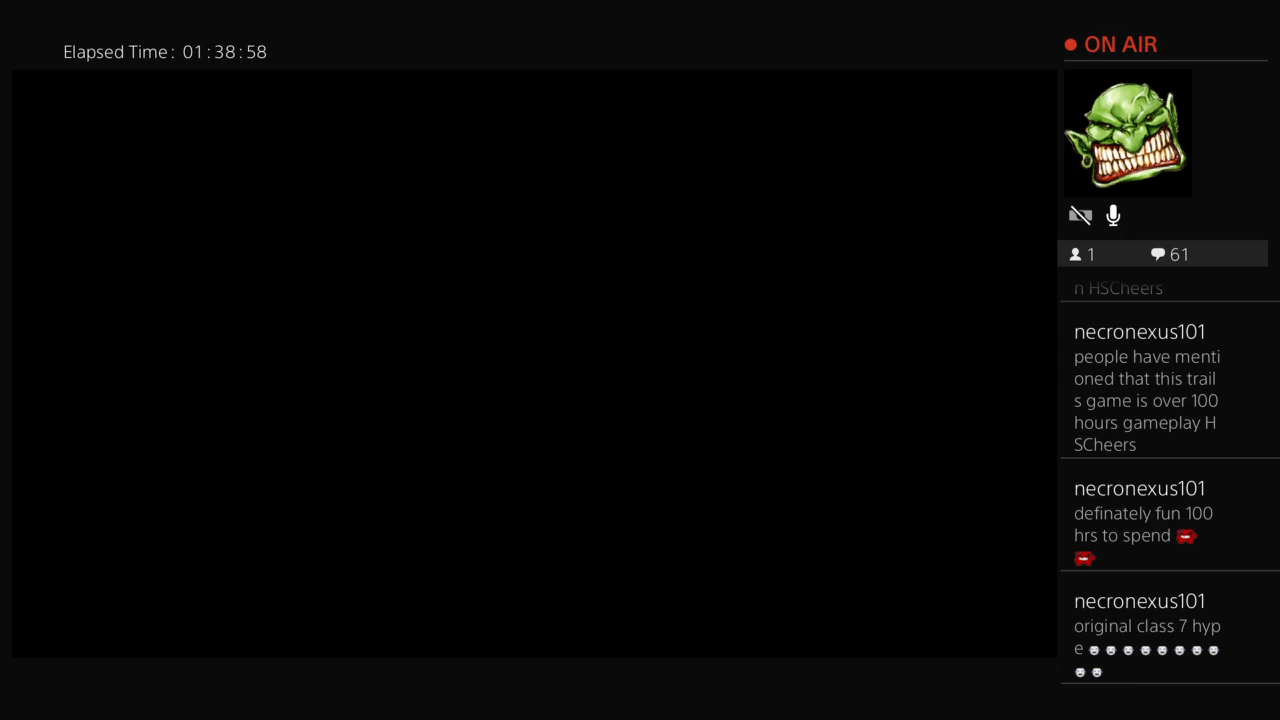 Elapsed Time: 01:38:58
ON AIR
1 61
n HSCheers
necronexus101
people have menti
oned that this trail
s game is over 100
hours gameplay H
SCheers
necronexus101
definately fun 100
hrs to spend
necronexus101
original class 7 hyp
e